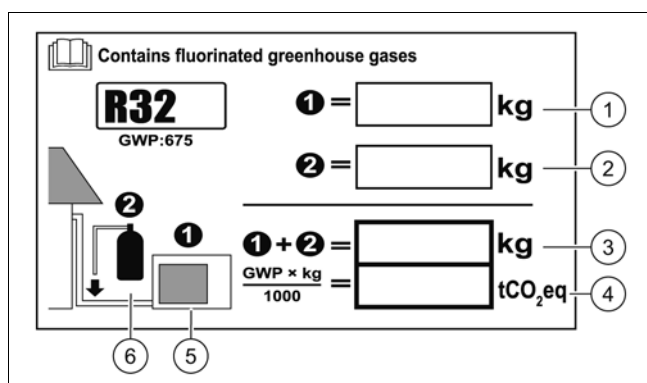 Contains fluorinated greenhouse gases
R32
GWP:675
❶ = kg ①
❷ = kg ②
❶+❷ = kg ③
GWP × kg
1000
= tCO₂eq ④
❷
❶
⑥ ⑤